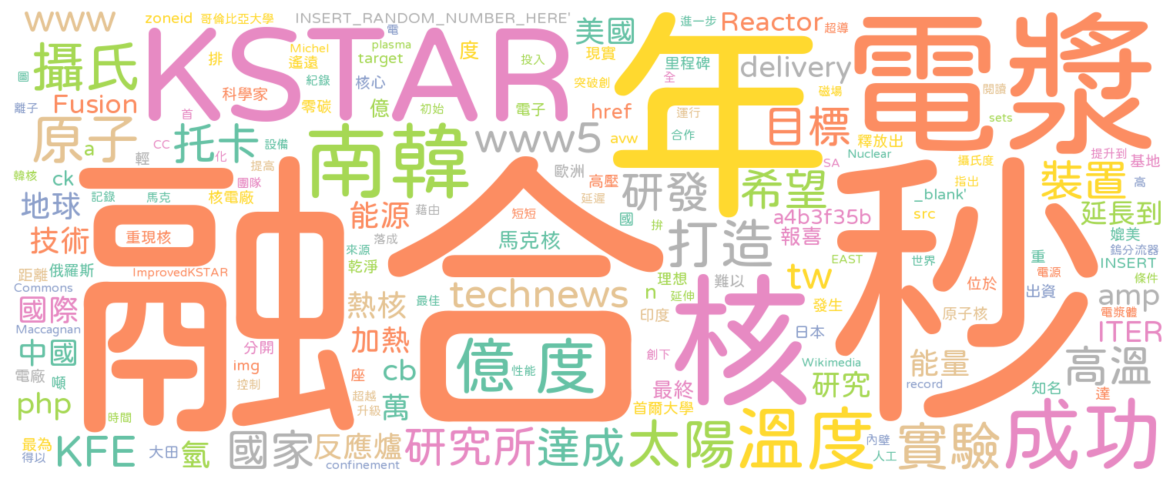 www
zoneid
哥倫比亞大學
INSERT_RANDOM_NUMBER_HERE'
電
美國
進一步
Reactor
超導
電漿
攝氏
KSTAR
排
Michel
遙遠
plasma
target
度
現實
里程碑
delivery
年
圖
紀錄
核心
投入
突破創
全
磁場
閱讀
離子
Fusion
科學家
零碳
億
初始
電子
href
運行
sets
首
原子
a
cc
托卡
設備
南韓
www5
avw
合作
目標
釋放出
Nuclear
攝氏度
提升到
基地
韓核
輕
化
提高
團隊
歐洲
高壓
研發
希望
SA
指出
裝置
高
ck
記錄
馬克
核電廠
延遲
_blank'
地球
能源
藉由
短短
國
a4b3f35b
src
延長到
技術
重現核
落成
馬克核
拚
打造
報喜
媲美
鎢分流器
融合
來源
乾淨
EAST
世界
重
INSERT
秒
距離
俄羅斯
ImprovedKSTAR
理想
難以
tw
位於
電源
條件
Commons
最佳
technews
n
延伸
核
發生
出資
amp
國際
熱核
印度
原子核
電漿體
Maccagnan
加熱
創下
日本
ITER
中國
分開
億度
性能
Wikimedia
能量
高溫
電廠
噸
img
控制
座
cb
最終
研究
record
知名
達
php
時間
超越
升級
萬
首爾大學
最為
得以
KFE
大田
氫
國家
反應爐
confinement
研究所
達成
太陽
溫度
內壁
人工
實驗
成功